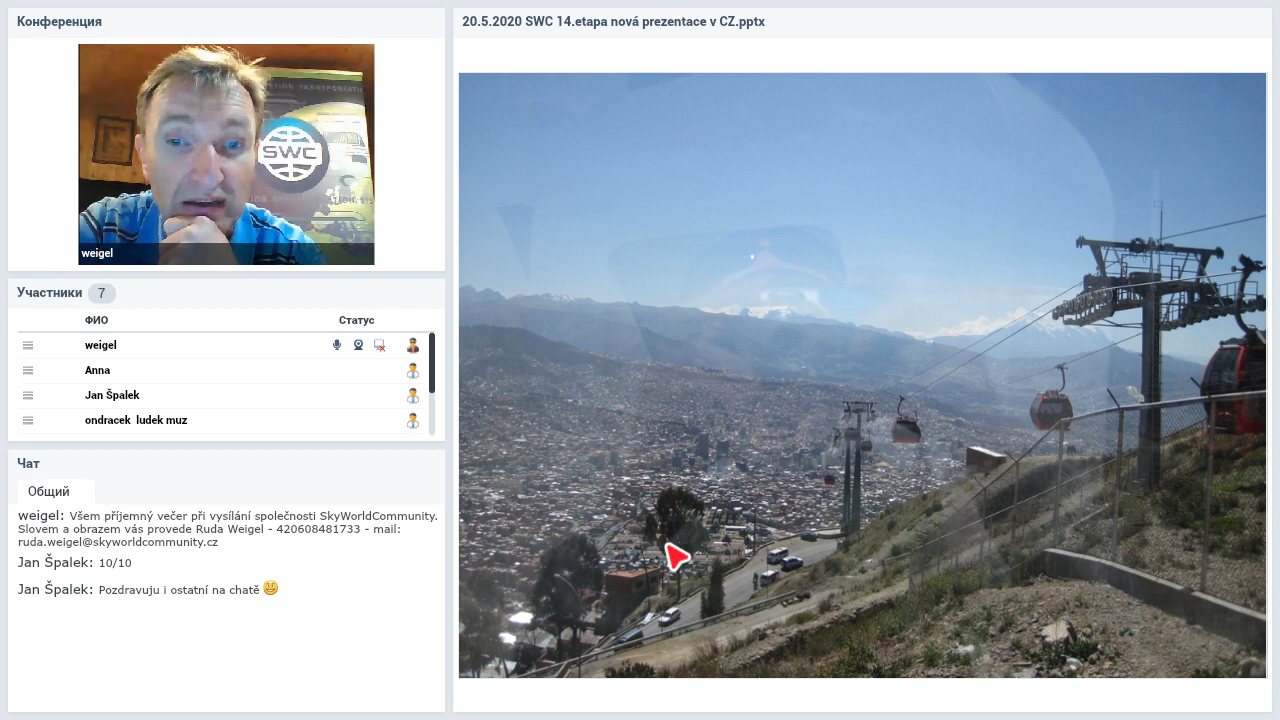 Конференция
SWC
weigel
Участники 7
ФИО Статус
weigel
Anna
Jan Špalek
ondracek ludek muz
Чат
Общий
weigel: Všem příjemný večer při vysílání společnosti SkyWorldCommunity.
Slovem a obrazem vás provede Ruda Weigel - 420608481733 - mail:
ruda.weigel@skyworldcommunity.cz
Jan Špalek: 10/10
Jan Špalek: Pozdravuju i ostatní na chatě
20.5.2020 SWC 14.etapa nová prezentace v CZ.pptx